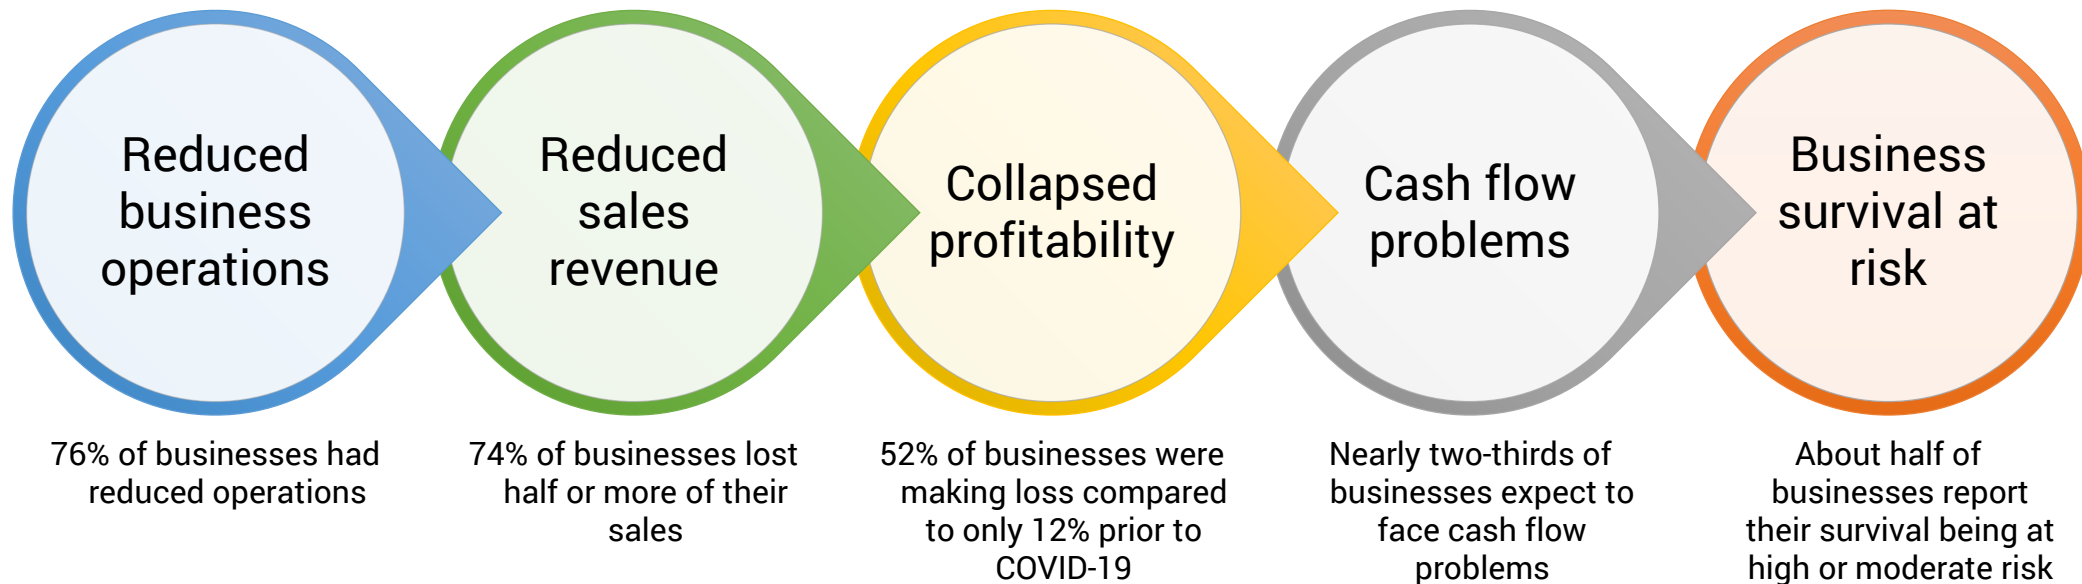 Reduced
business
operations
Reduced
sales
revenue
Collapsed
profitability
Cash flow
problems
Business
survival at
risk
76% of businesses had
reduced operations
74% of businesses lost
half or more of their
sales
52% of businesses were
making loss compared
to only 12% prior to
COVID-19
Nearly two-thirds of
businesses expect to
face cash flow
problems
About half of
businesses report
their survival being at
high or moderate risk